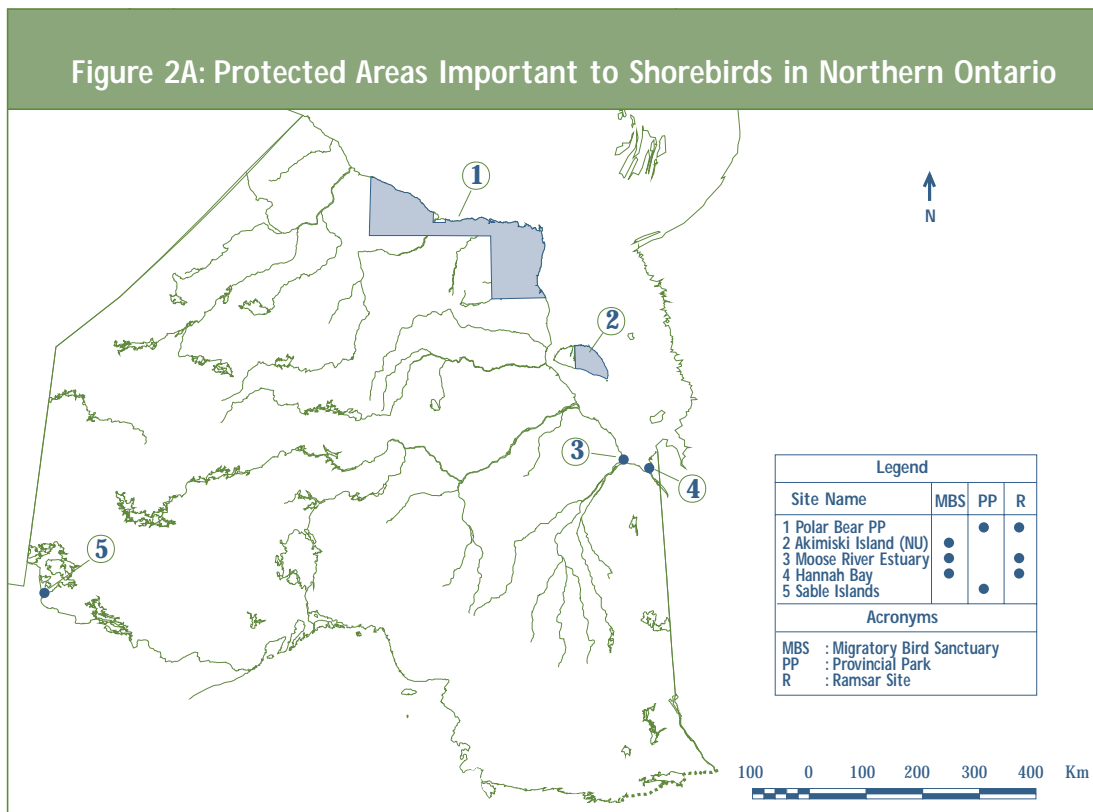 Figure 2A: Protected Areas Important to Shorebirds in Northern Ontario
1
N
2
3
4
5
Legend
Site Name MBS PP R
1 Polar Bear PP ● ●
2 Akimiski Island (NU) ●
3 Moose River Estuary ● ●
4 Hannah Bay ● ●
5 Sable Islands ●
Acronyms
MBS : Migratory Bird Sanctuary
PP : Provincial Park
R : Ramsar Site
100 0 100 200 300 400 Km